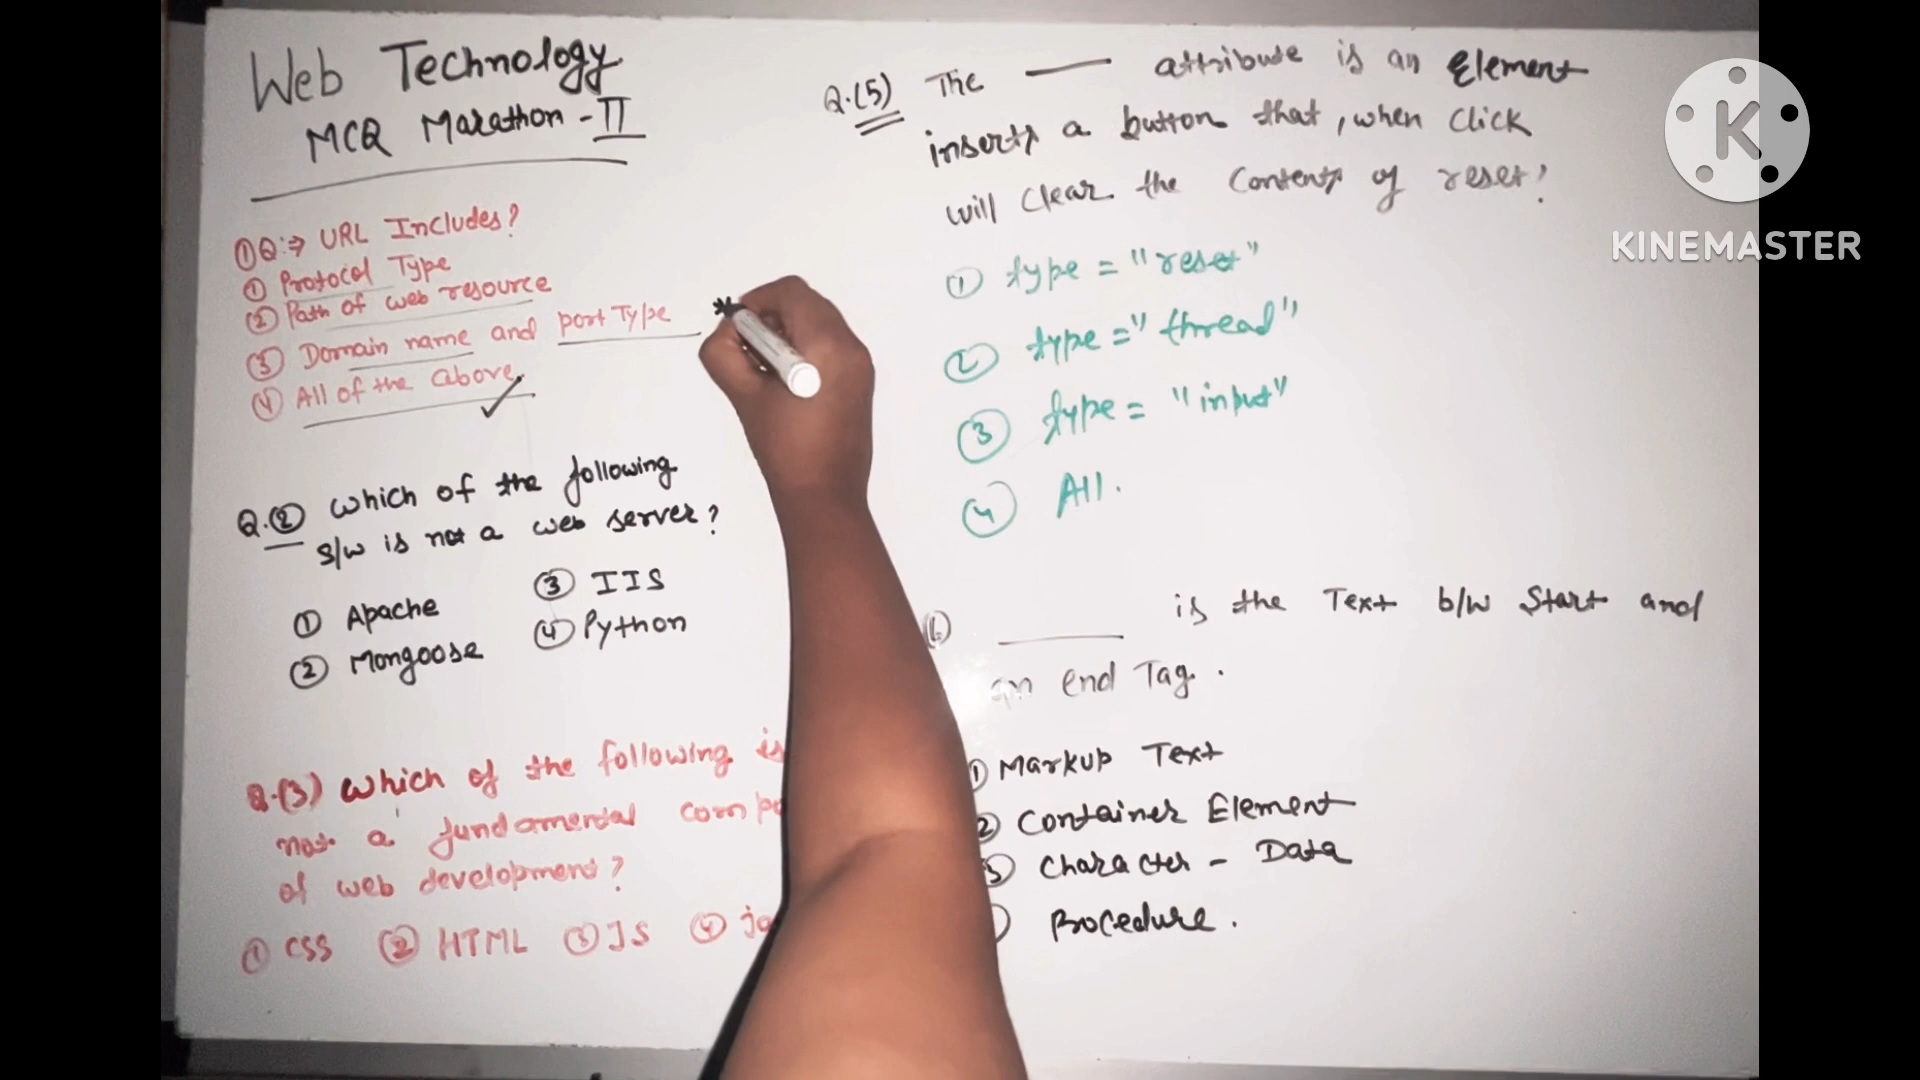 Web Technology
MCQ Marathon - II
① Q:⇒ URL Includes?
① Protocol Type
② Path of web resource
③ Domain name and port Type
④ All of the above
Q.② Which of the following
S/W is not a web server?
① Apache
② Mongoose
③ IIS
④ Python
Q.(3) Which of the following is
not a fundamental
of web development?
① CSS ② HTML ③ JS ④
Q.(5) The ___ attribute is an Element
inserts a button that, when click
will clear the contents of reset?
① type = "reset"
② type = "thread"
③ type = "input"
④ All.
___ is the Text b/w Start and
an end Tag.
① Markup Text
② Container Element
③ Character - Data
Procedure.
K
KINEMASTER